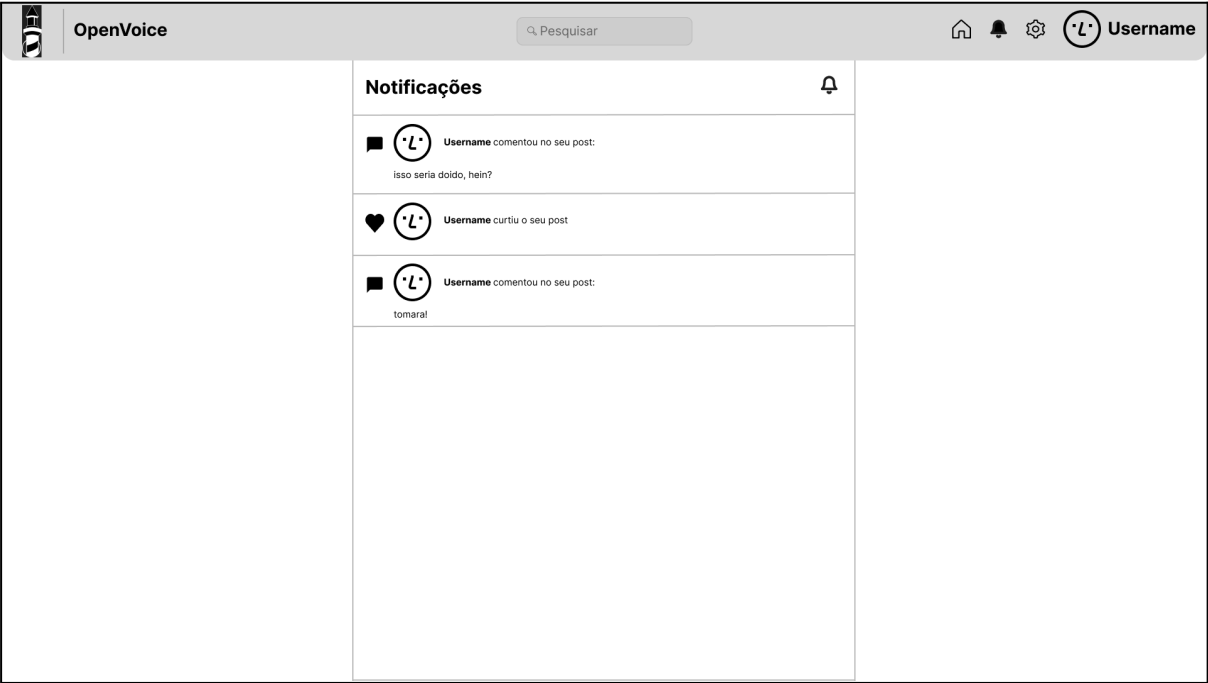 OpenVoice
Pesquisar
Username
Notificações
Username comentou no seu post:
isso seria doido, hein?
Username curtiu o seu post
Username comentou no seu post:
tomara!